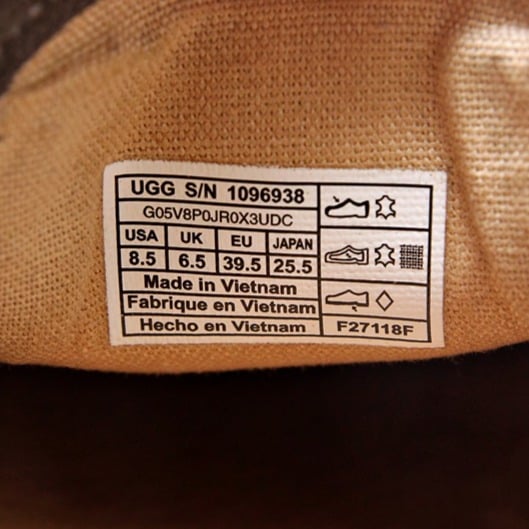 UGG S/N 1096938
G05V8P0JR0X3UDC
USA UK EU JAPAN
8.5 6.5 39.5 25.5
Made in Vietnam
Fabrique en Vietnam
Hecho en Vietnam
F27118F